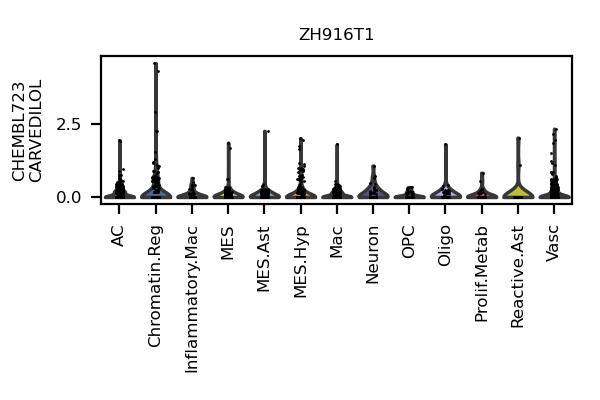 ZH916T1
CHEMBL723
CARVEDILOL
2.5
0.0
AC
Chromatin.Reg
Inflammatory.Mac
MES
MES.Ast
MES.Hyp
Mac
Neuron
OPC
Oligo
Prolif.Metab
Reactive.Ast
Vasc